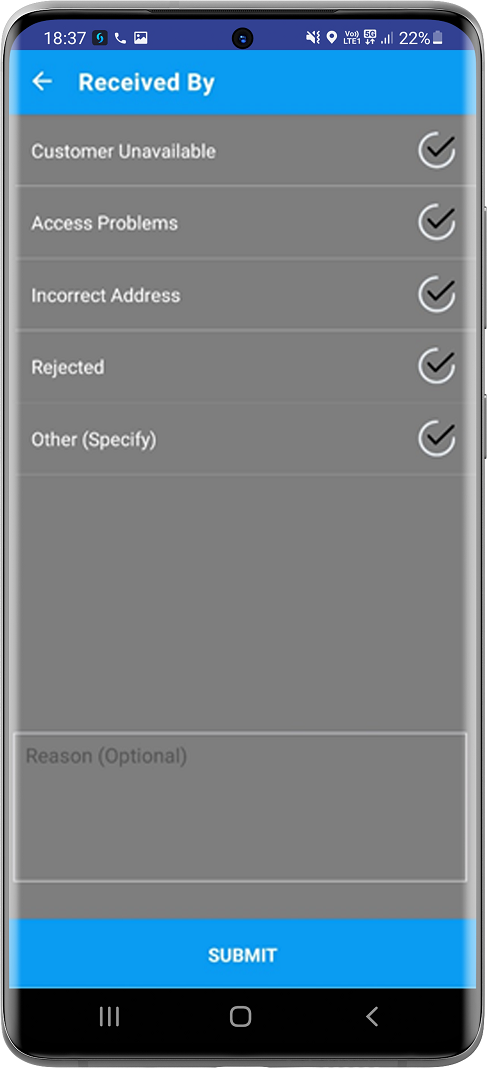 18:37 Vo) 5G LTE1 22%
Received By
Customer Unavailable
Access Problems
Incorrect Address
Rejected
Other (Specify)
Reason (Optional)
SUBMIT